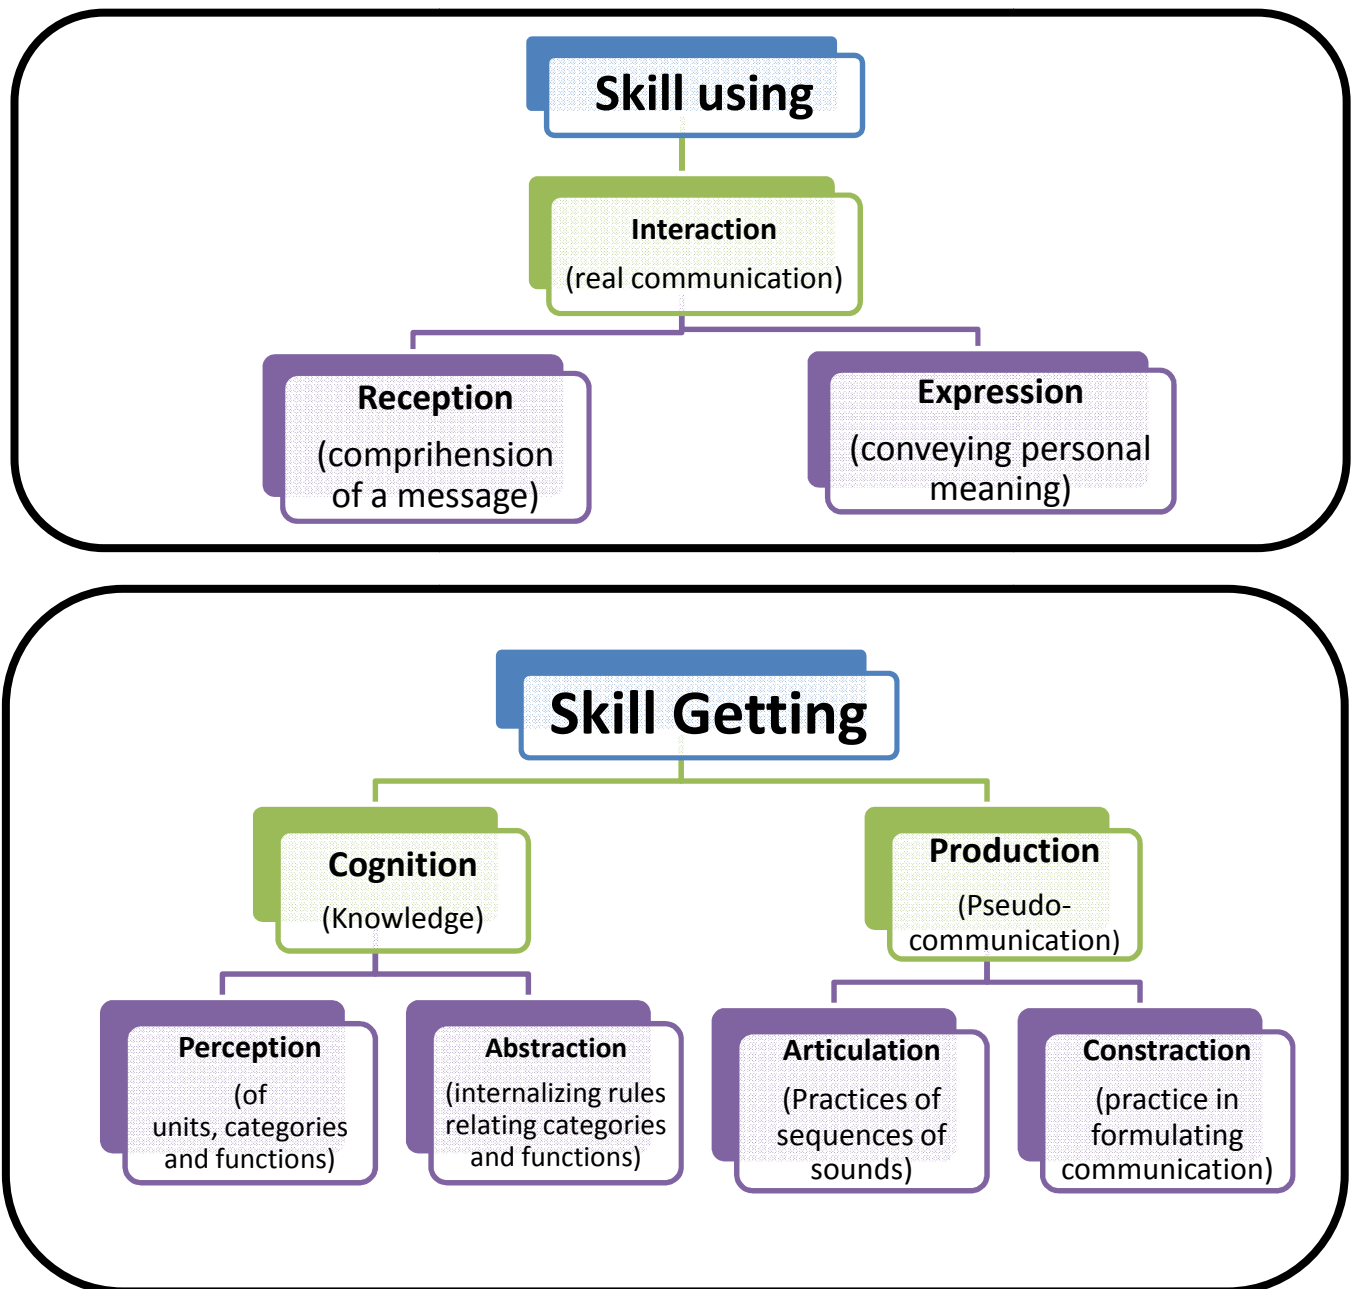 Skill using
Interaction
(real communication)
Reception
(comprihension
of a message)
Expression
(conveying personal
meaning)
Skill Getting
Cognition
(Knowledge)
Production
(Pseudo-
communication)
Perception
(of
units, categories
and functions)
Abstraction
(internalizing rules
relating categories
and functions)
Articulation
(Practices of
sequences of
sounds)
Constraction
(practice in
formulating
communication)